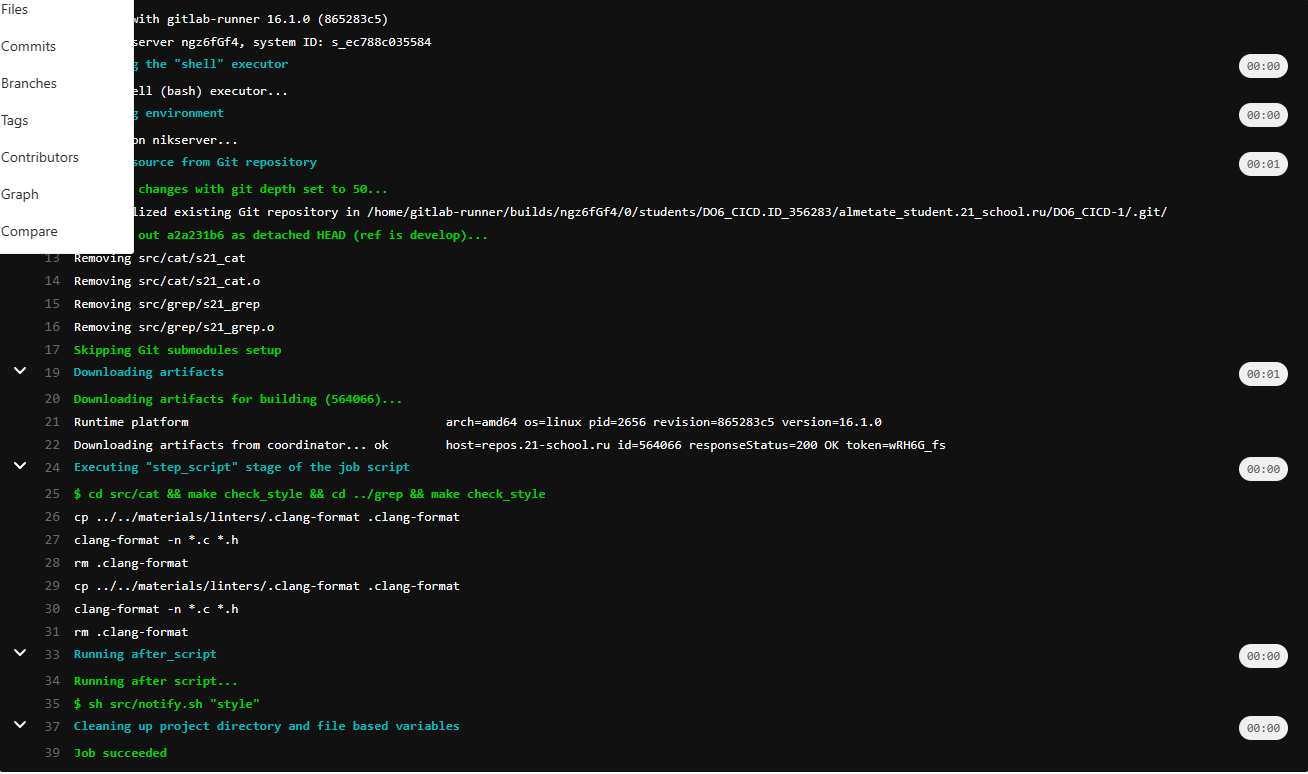 Files
Commits
Branches
Tags
Contributors
Graph
Compare
with gitlab-runner 16.1.0 (865283c5)
server ngz6fGf4, system ID: s_ec788c035584
the "shell" executor 00:00
(bash) executor...
environment 00:00
on nikserver...
source from Git repository 00:01
changes with git depth set to 50...
existing Git repository in /home/gitlab-runner/builds/ngz6fGf4/0/students/DO6_CICD.ID_356283/almetate_student.21_school.ru/DO6_CICD-1/.git/
out a2a231b6 as detached HEAD (ref is develop)...
13 Removing src/cat/s21_cat
14 Removing src/cat/s21_cat.o
15 Removing src/grep/s21_grep
16 Removing src/grep/s21_grep.o
17 Skipping Git submodules setup
19 Downloading artifacts 00:01
20 Downloading artifacts for building (564066)...
21 Runtime platform arch=amd64 os=linux pid=2656 revision=865283c5 version=16.1.0
22 Downloading artifacts from coordinator... ok host=repos.21-school.ru id=564066 responseStatus=200 OK token=wRH6G_fs
24 Executing "step_script" stage of the job script 00:00
25 $ cd src/cat && make check_style && cd ../grep && make check_style
26 cp ../../materials/linters/.clang-format .clang-format
27 clang-format -n *.c *.h
28 rm .clang-format
29 cp ../../materials/linters/.clang-format .clang-format
30 clang-format -n *.c *.h
31 rm .clang-format
33 Running after_script 00:00
34 Running after script...
35 $ sh src/notify.sh "style"
37 Cleaning up project directory and file based variables 00:00
39 Job succeeded